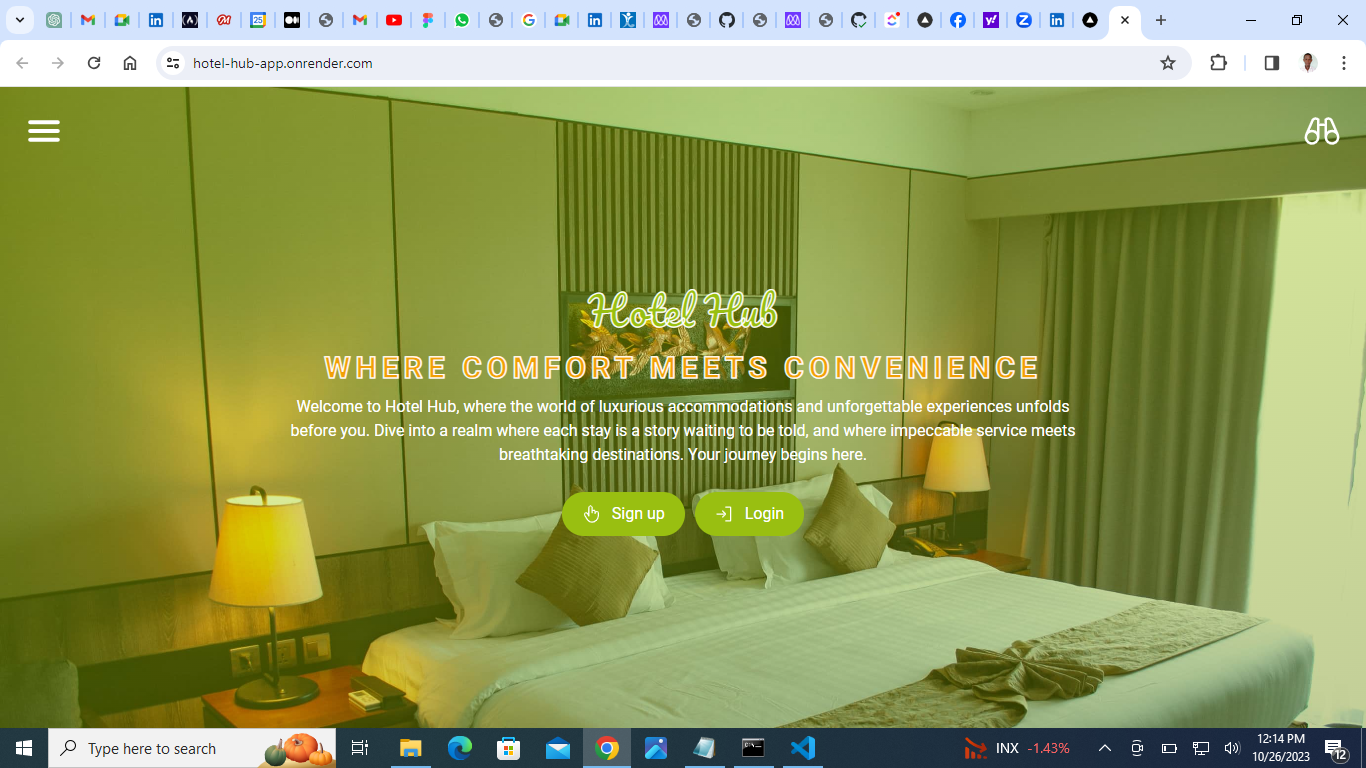 hotel-hub-app.onrender.com
Hotel Hub
WHERE COMFORT MEETS CONVENIENCE
Welcome to Hotel Hub, where the world of luxurious accommodations and unforgettable experiences unfolds
before you. Dive into a realm where each stay is a story waiting to be told, and where impeccable service meets
breathtaking destinations. Your journey begins here.
Sign up
Login
Type here to search
INX -1.43%
12:14 PM
10/26/2023
12